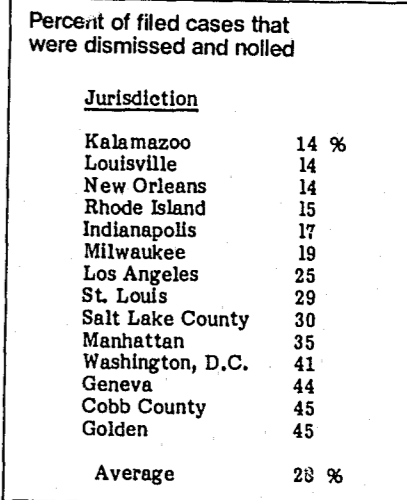 Percent of filed cases that
were dismissed and nolled
Jurisdiction
Kalamazoo 14 %
Louisville 14
New Orleans 14
Rhode Island 15
Indianapolis 17
Milwaukee 19
Los Angeles 25
St. Louis 29
Salt Lake County 30
Manhattan 35
Washington, D.C. 41
Geneva 44
Cobb County 45
Golden 45
Average 28 %